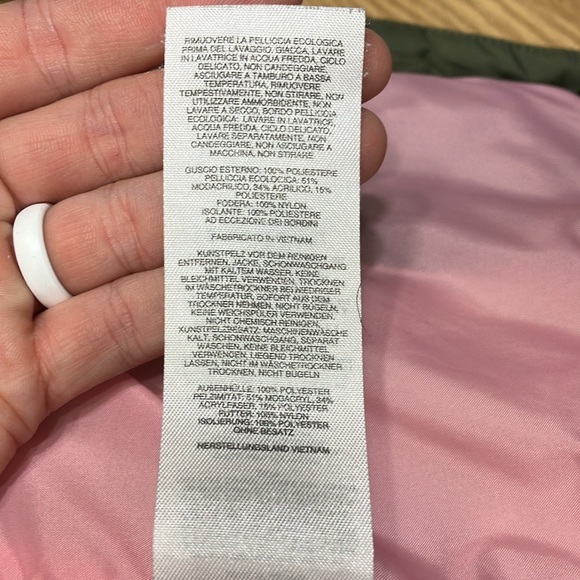 RIMUOVERE LA PELLICCIA ECOLOGICA
PRIMA DEL LAVAGGIO. GIACCA, LAVARE
IN LAVATRICE IN ACQUA FREDDA, CICLO
DELICATO, NON CANDEGGIARE
ASCIUGARE A TAMBURO A BASSA
TEMPERATURA, RIMUOVERE
TEMPESTIVAMENTE, NON STIRARE, NON
UTILIZZARE AMMORBIDENTE, NON
LAVARE A SECCO, BORDO PELLICCIA
ECOLOGICA: LAVARE IN LAVATRICE,
ACQUA FREDDA, CICLO DELICATO,
LAVARE SEPARATAMENTE, NON
CANDEGGIARE, NON ASCIUGARE A
MACCHINA, NON STIRARE
GUSCIO ESTERNO: 100% POLIESTERE
PELLICCIA ECOLOGICA: 51%
MODACRILICO, 34% ACRILICO, 15%
POLIESTERE
FODERA: 100% NYLON
ISOLANTE: 100% POLIESTERE
AD ECCEZIONE DEI BORDINI
FABBRICATO IN VIETNAM
KUNSTPELZ VOR DEM REINIGEN
ENTFERNEN, JACKE, SCHONWASCHGANG
MIT KALTEM WASSER, KEINE
BLEICHMITTEL VERWENDEN, TROCKNEN
IM WÄSCHETROCKNER BEI NIEDRIGER
TEMPERATUR, SOFORT AUS DEM
TROCKNER NEHMEN, NICHT BÜGELN,
KEINE WEICHSPÜLER VERWENDEN,
NICHT CHEMISCH REINIGEN,
KUNSTPELZBESATZ: MASCHINENWÄSCHE
KALT, SCHONWASCHGANG, SEPARAT
WASCHEN, KEINE BLEICHMITTEL
VERWENDEN, LIEGEND TROCKNEN
LASSEN, NICHT IM WÄSCHETROCKNER
TROCKNEN, NICHT BÜGELN
AUßENHÜLLE: 100% POLYESTER
PELZIMITAT: 51% MODACRYL, 34%
ACRYLFASER, 15% POLYESTER
FUTTER: 100% NYLON
ISOLIERUNG: 100% POLYESTER
OHNE BESATZ
HERSTELLUNGSLAND VIETNAM